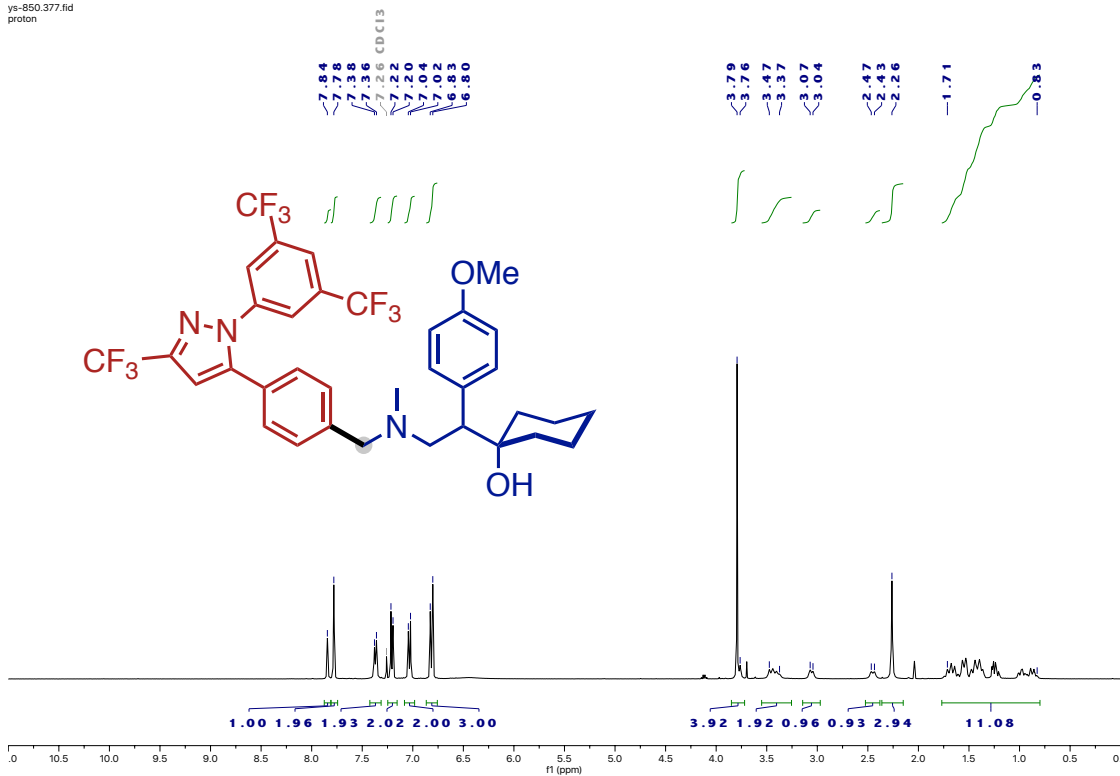 ys-850.377.fid
proton
7.84
7.78
7.38
7.36
7.26 CDCl3
7.22
7.20
7.04
7.02
6.83
6.80
3.79
3.76
3.47
3.37
3.07
3.04
2.47
2.43
2.26
1.71
0.83
CF3
CF3
CF3
N
N
OMe
N
OH
1.00 1.96 1.93 2.02 2.00 3.00
3.92 1.92 0.96 0.93 2.94
11.08
.0 10.5 10.0 9.5 9.0 8.5 8.0 7.5 7.0 6.5 6.0 5.5 5.0 4.5 4.0 3.5 3.0 2.5 2.0 1.5 1.0 0.5 0
f1 (ppm)